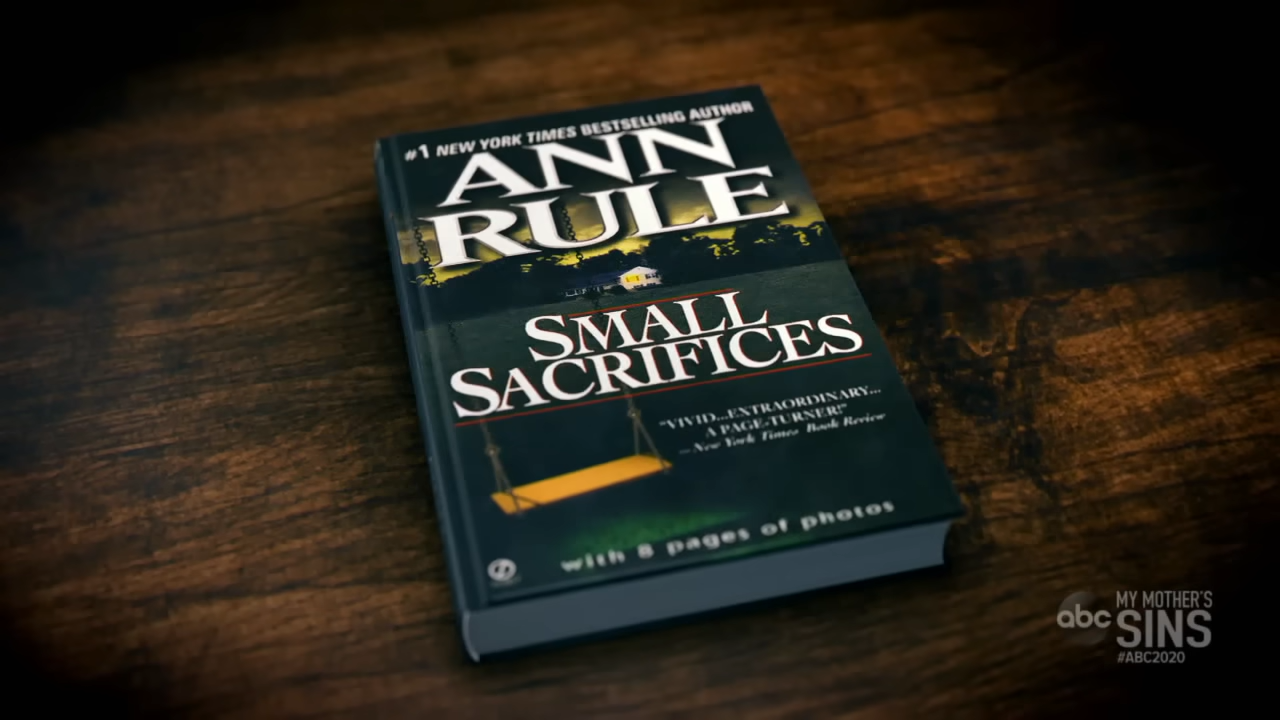 #1 NEW YORK TIMES BESTSELLING AUTHOR
ANN
RULE
SMALL
SACRIFICES
"VIVID...EXTRAORDINARY...
A PAGE-TURNER!"
—New York Times Book Review
with 8 pages of photos
abc
MY MOTHER'S
SINS
#ABC2020